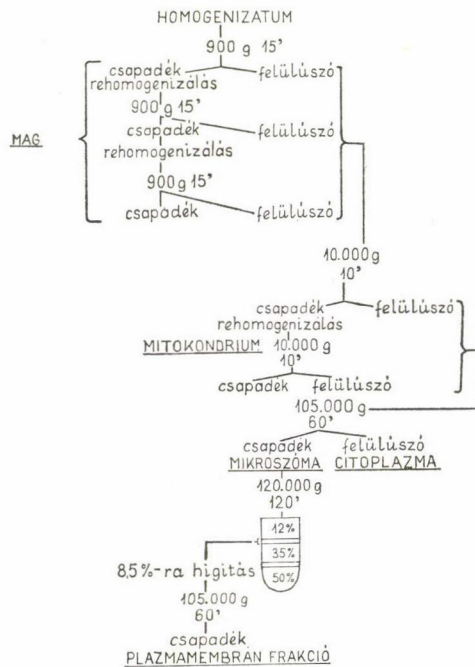 HOMOGENIZATUM
900 g 15'
csapadék felülúszó
rehomogenizálás
900 g 15'
csapadék felülúszó
MAG
rehomogenizálás
900 g 15'
csapadék felülúszó
10.000 g
10'
csapadék felülúszó
rehomogenizálás
MITOKONDRIUM 10.000 g
10'
csapadék felülúszó
105.000 g
60'
csapadék felülúszó
MIKROSZÓMA CITOPLAZMA
120.000 g
120'
12%
35%
8,5%-ra higitás 50%
105.000 g
60'
csapadék
PLAZMAMEMBRÁN FRAKCIÓ